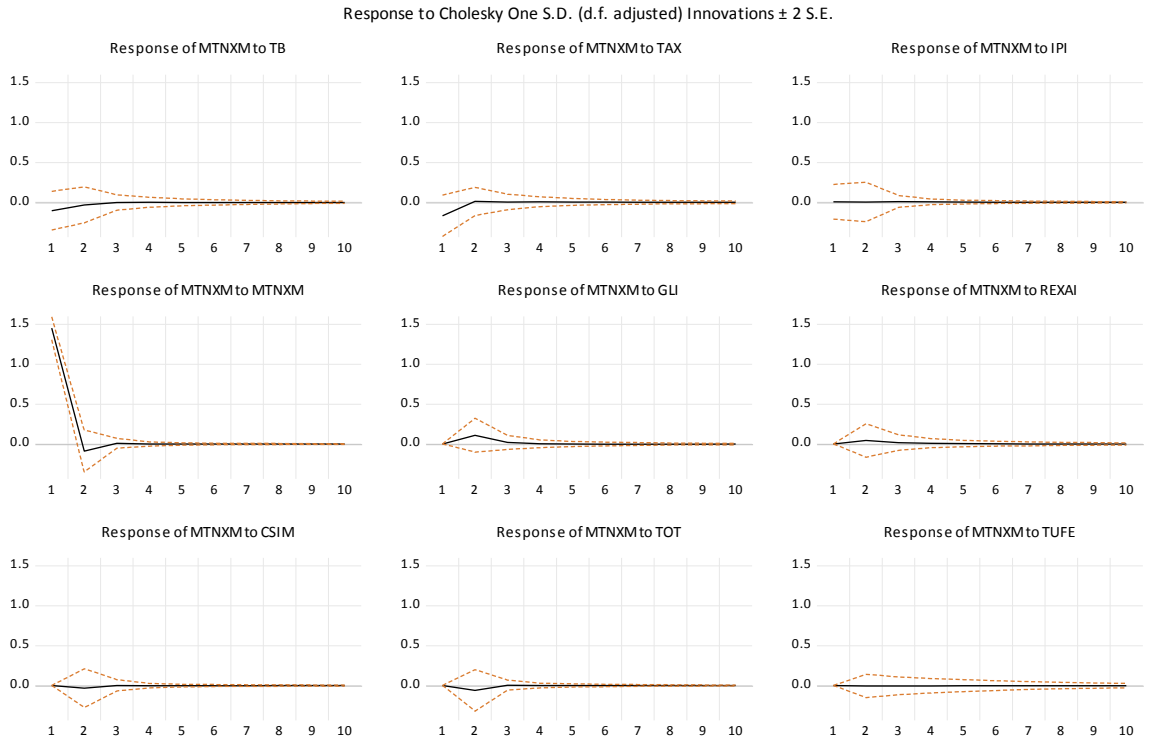 Response to Cholesky One S.D. (d.f. adjusted) Innovations ± 2 S.E.
Response of MTNXM to TB
1.5
1.0
0.5
0.0
1 2 3 4 5 6 7 8 9 10
Response of MTNXM to TAX
1.5
1.0
0.5
0.0
1 2 3 4 5 6 7 8 9 10
Response of MTNXM to IPI
1.5
1.0
0.5
0.0
1 2 3 4 5 6 7 8 9 10
Response of MTNXM to MTNXM
1.5
1.0
0.5
0.0
1 2 3 4 5 6 7 8 9 10
Response of MTNXM to GLI
1.5
1.0
0.5
0.0
1 2 3 4 5 6 7 8 9 10
Response of MTNXM to REXAI
1.5
1.0
0.5
0.0
1 2 3 4 5 6 7 8 9 10
Response of MTNXM to CSIM
1.5
1.0
0.5
0.0
1 2 3 4 5 6 7 8 9 10
Response of MTNXM to TOT
1.5
1.0
0.5
0.0
1 2 3 4 5 6 7 8 9 10
Response of MTNXM to TUFE
1.5
1.0
0.5
0.0
1 2 3 4 5 6 7 8 9 10